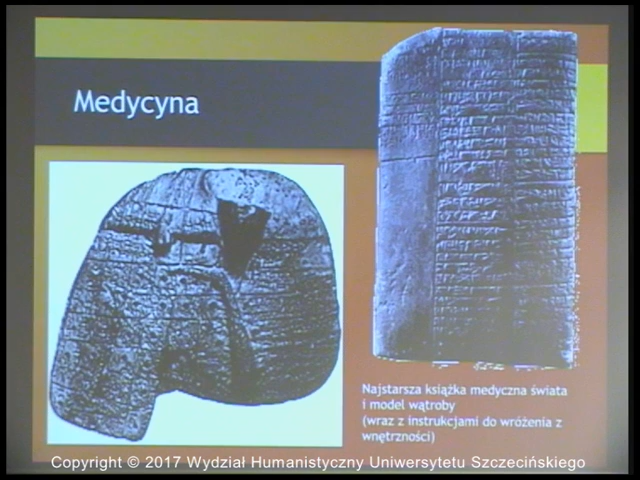 Medycyna
Najstarsza książka medyczna świata
i model wątroby
(wraz z instrukcjami do wróżenia z
wnętrzności)
Copyright © 2017 Wydział Humanistyczny Uniwersytetu Szczecińskiego